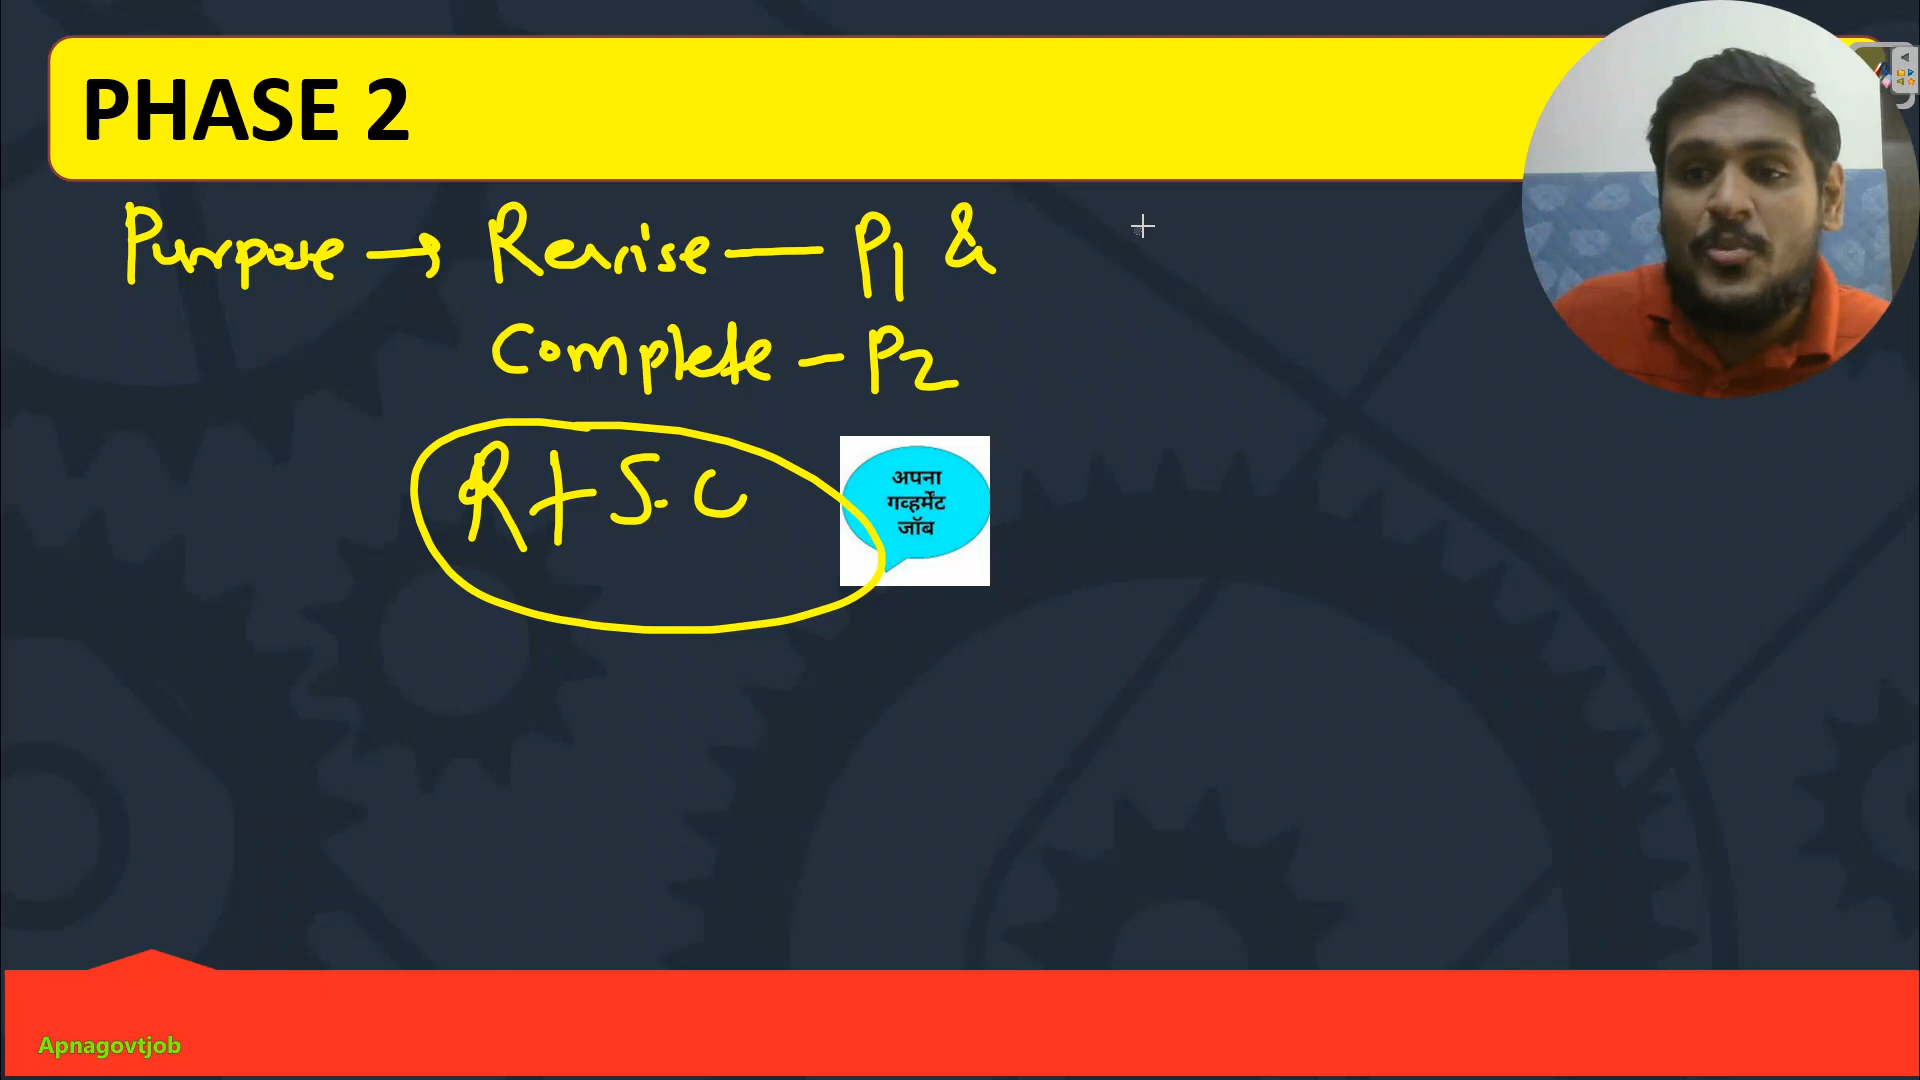 PHASE 2
Purpose → Revise — P1 &
Complete - P2
R + S.C
अपना
गव्हर्मेंट
जॉब
Apnagovtjob